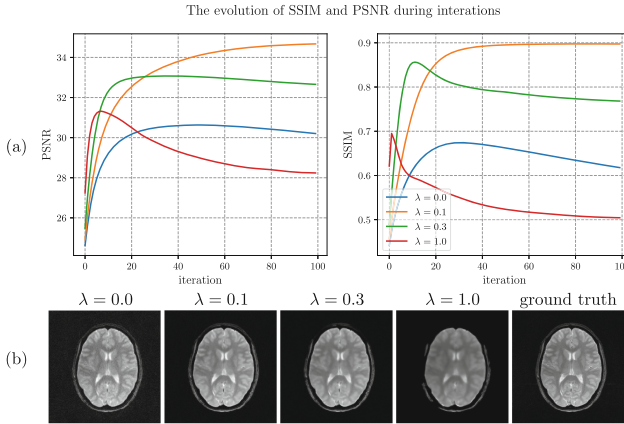 The evolution of SSIM and PSNR during interations
(a)
PSNR
34
32
30
28
26
0 20 40 60 80 100
iteration
SSIM
0.9
0.8
0.7
0.6
0.5
λ = 0.0
λ = 0.1
λ = 0.3
λ = 1.0
0 20 40 60 80 100
iteration
λ = 0.0 λ = 0.1 λ = 0.3 λ = 1.0 ground truth
(b)